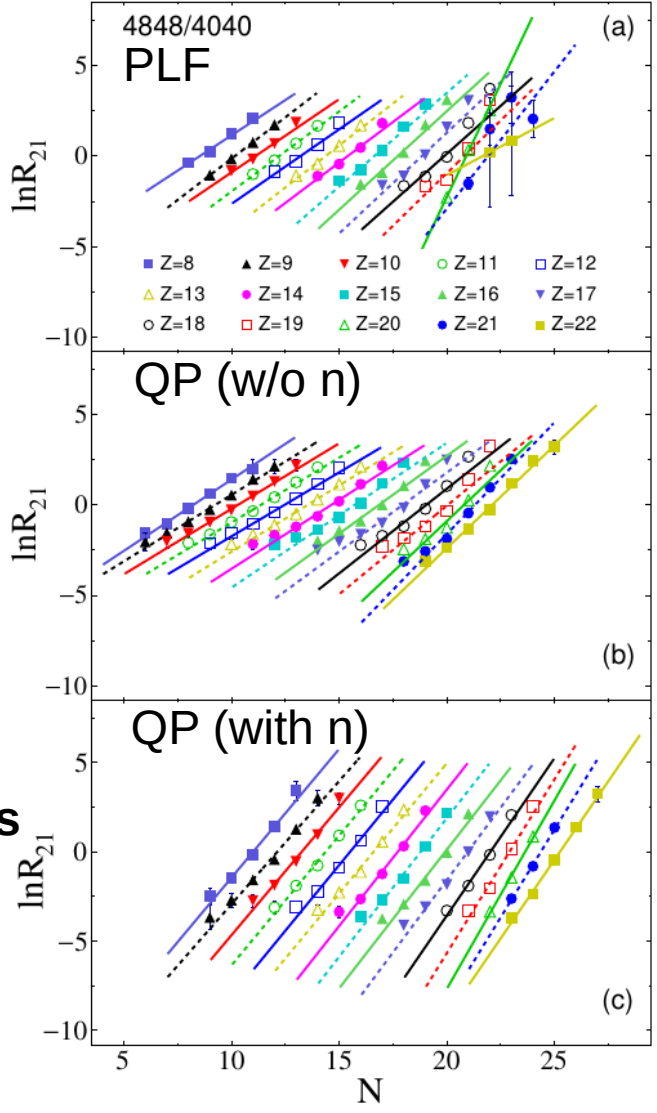 4848/4040
(a)
PLF
lnR21
5
0
−5
−10
Z=8 Z=9 Z=10 Z=11 Z=12
Z=13 Z=14 Z=15 Z=16 Z=17
Z=18 Z=19 Z=20 Z=21 Z=22
QP (w/o n)
lnR21
5
0
−5
−10
(b)
QP (with n)
s
lnR21
5
0
−5
−10
(c)
5 10 15 20 25
N